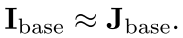 𝐈_base ≈ 𝐉_base.